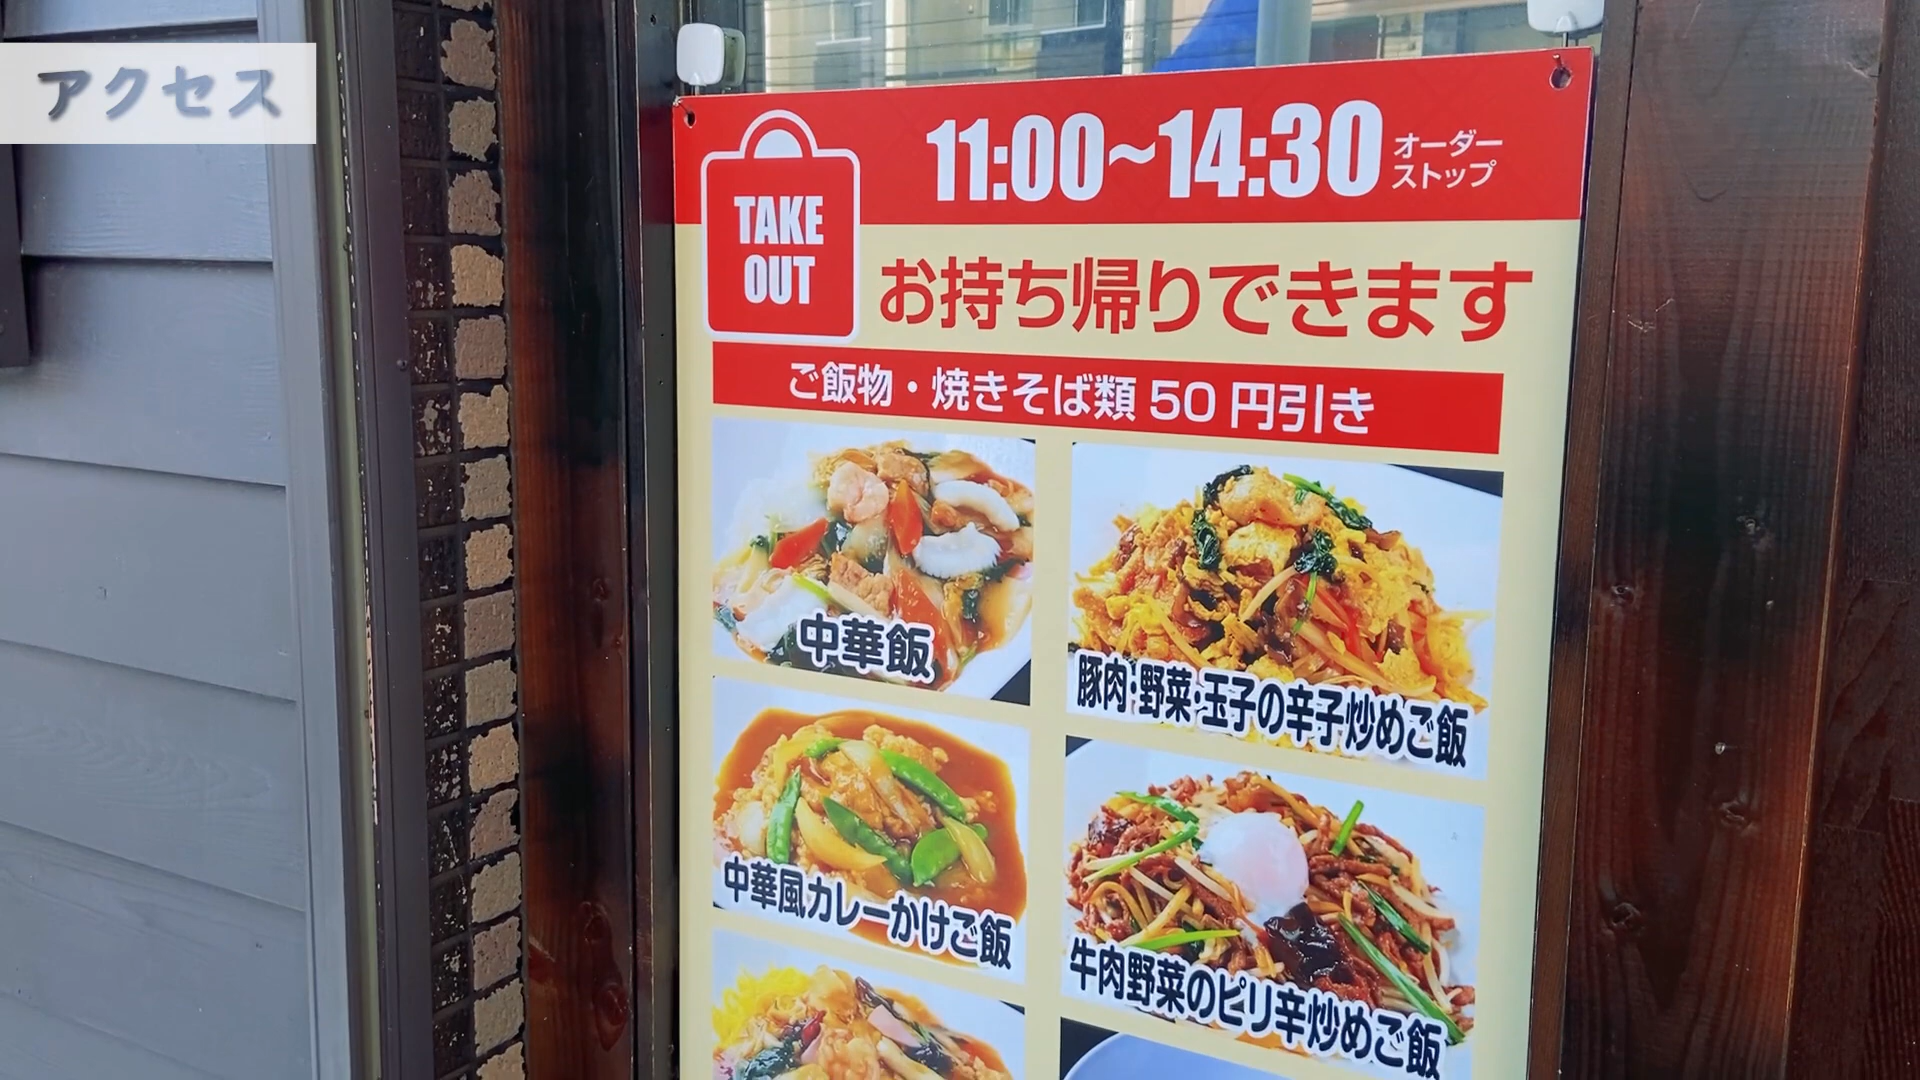 アクセス
TAKE
OUT
11:00~14:30
オーダー
ストップ
お持ち帰りできます
ご飯物・焼きそば類 50 円引き
中華飯
豚肉・野菜・玉子の辛子炒めご飯
中華風カレーかけご飯
牛肉野菜のピリ辛炒めご飯